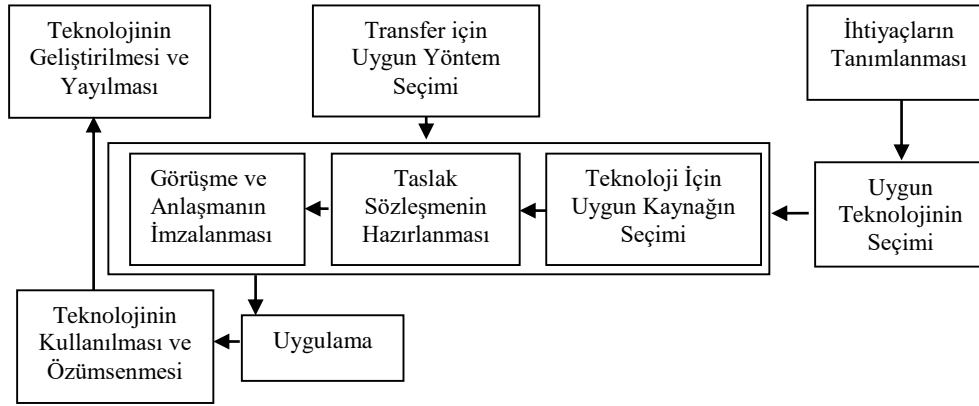 Teknolojinin
Geliştirilmesi ve
Yayılması
Transfer için
Uygun Yöntem
Seçimi
İhtiyaçların
Tanımlanması
Görüşme ve
Anlaşmanın
İmzalanması
Taslak
Sözleşmenin
Hazırlanması
Teknoloji İçin
Uygun Kaynağın
Seçimi
Uygun
Teknolojinin
Seçimi
Teknolojinin
Kullanılması ve
Özümsenmesi
Uygulama